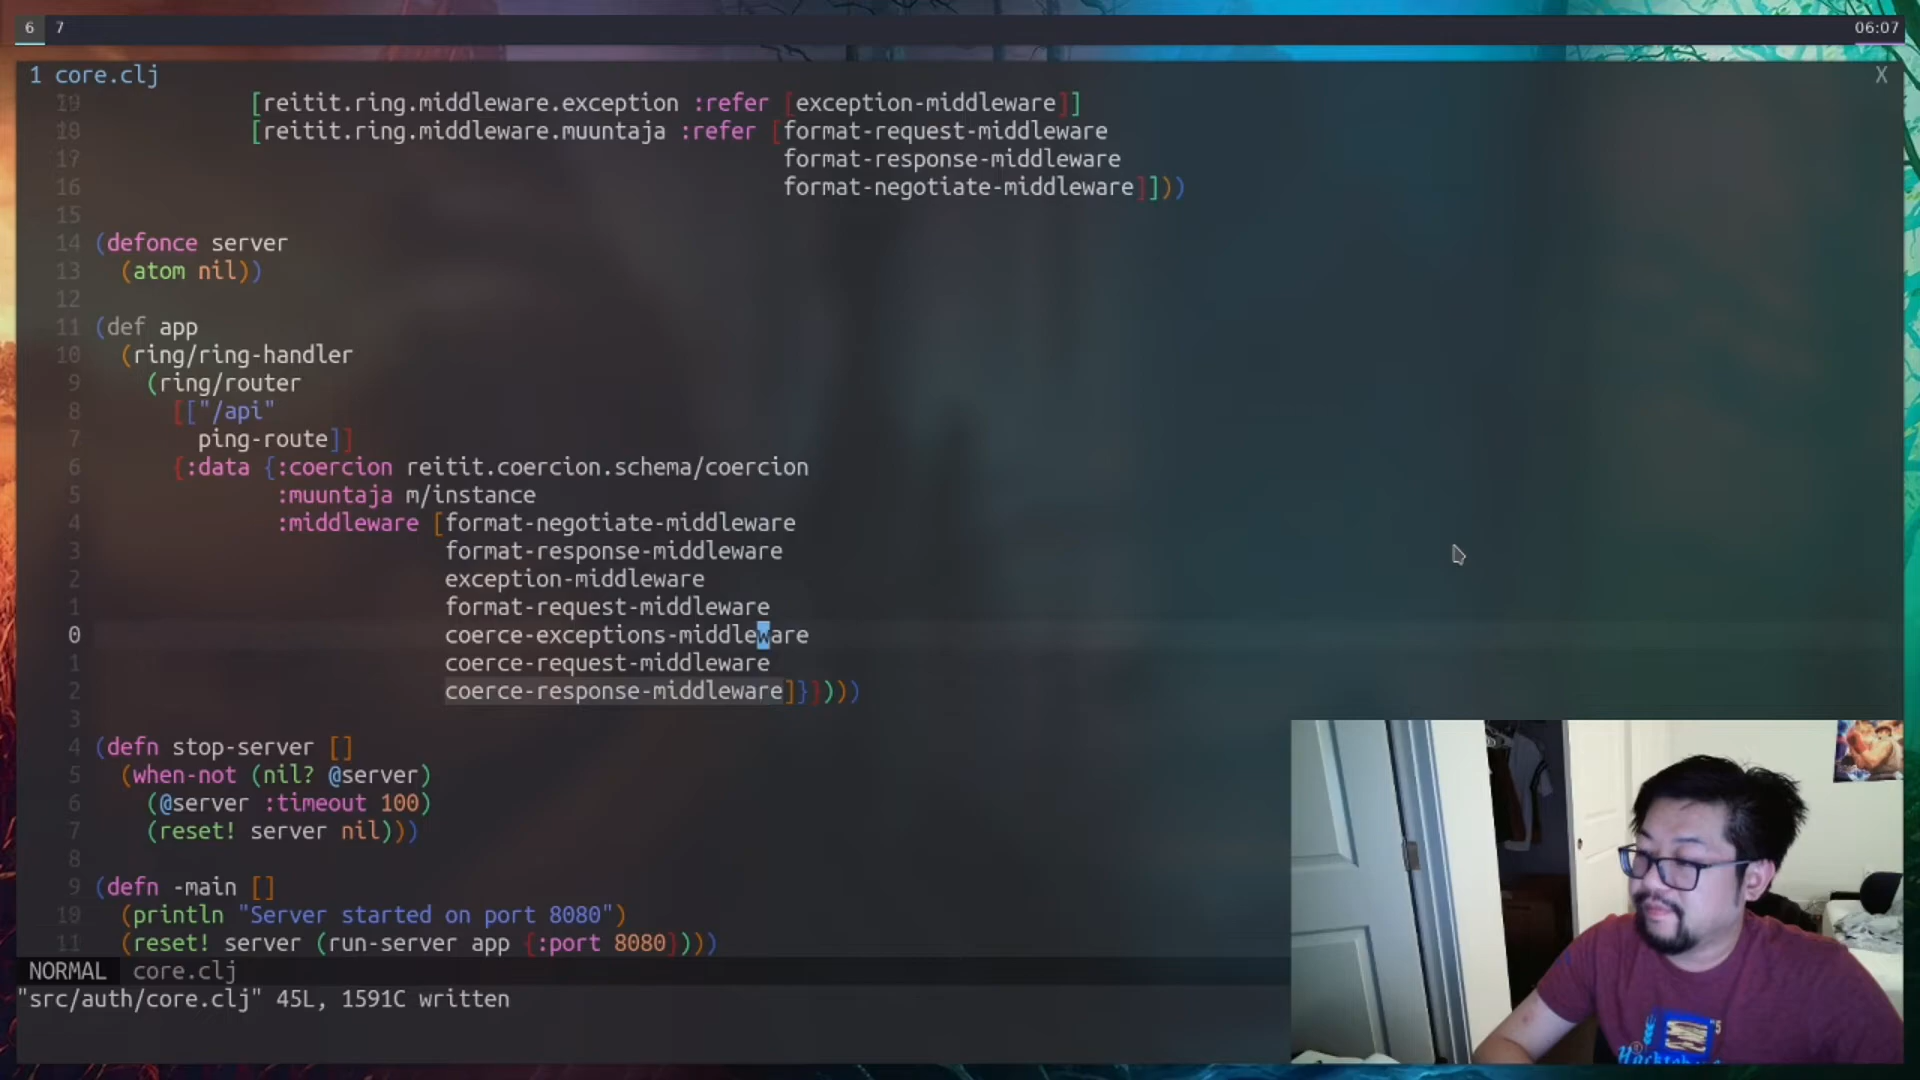 6 7 06:07
1 core.clj X
19 [reitit.ring.middleware.exception :refer [exception-middleware]]
18 [reitit.ring.middleware.muuntaja :refer [format-request-middleware
17 format-response-middleware
16 format-negotiate-middleware]]))
15
14 (defonce server
13 (atom nil))
12
11 (def app
10 (ring/ring-handler
9 (ring/router
8 [["/api"
7 ping-route]]
6 {:data {:coercion reitit.coercion.schema/coercion
5 :muuntaja m/instance
4 :middleware [format-negotiate-middleware
3 format-response-middleware
2 exception-middleware
1 format-request-middleware
0 coerce-exceptions-middleware
1 coerce-request-middleware
2 coerce-response-middleware]}})))
3
4 (defn stop-server []
5 (when-not (nil? @server)
6 (@server :timeout 100)
7 (reset! server nil)))
8
9 (defn -main []
10 (println "Server started on port 8080")
11 (reset! server (run-server app {:port 8080})))
NORMAL core.clj
"src/auth/core.clj" 45L, 1591C written